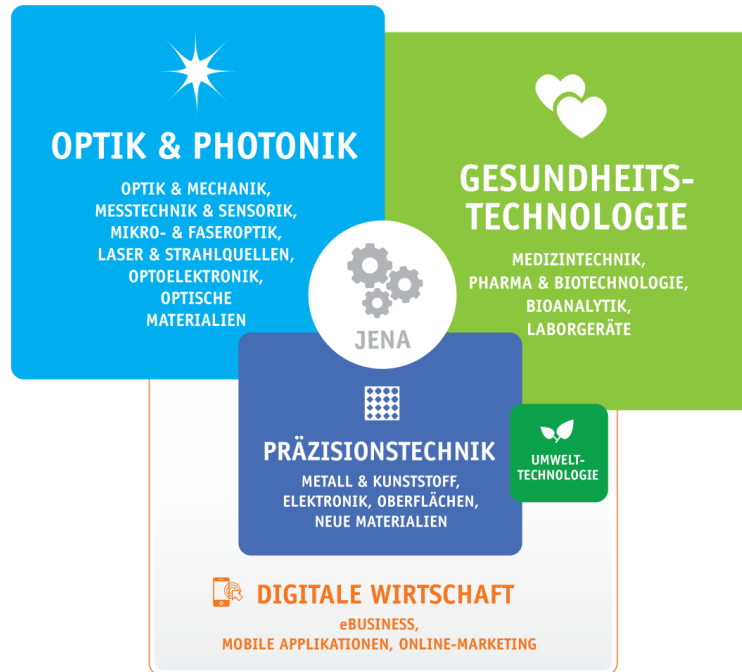 OPTIK & PHOTONIK
OPTIK & MECHANIK,
MESSTECHNIK & SENSORIK,
MIKRO- & FASEROPTIK,
LASER & STRAHLQUELLEN,
OPTOELEKTRONIK,
OPTISCHE
MATERIALIEN
GESUNDHEITS-
TECHNOLOGIE
MEDIZINTECHNIK,
PHARMA & BIOTECHNOLOGIE,
BIOANALYTIK,
LABORGERÄTE
JENA
PRÄZISIONSTECHNIK
METALL & KUNSTSTOFF,
ELEKTRONIK, OBERFLÄCHEN,
NEUE MATERIALIEN
UMWELT-
TECHNOLOGIE
DIGITALE WIRTSCHAFT
eBUSINESS,
MOBILE APPLIKATIONEN, ONLINE-MARKETING